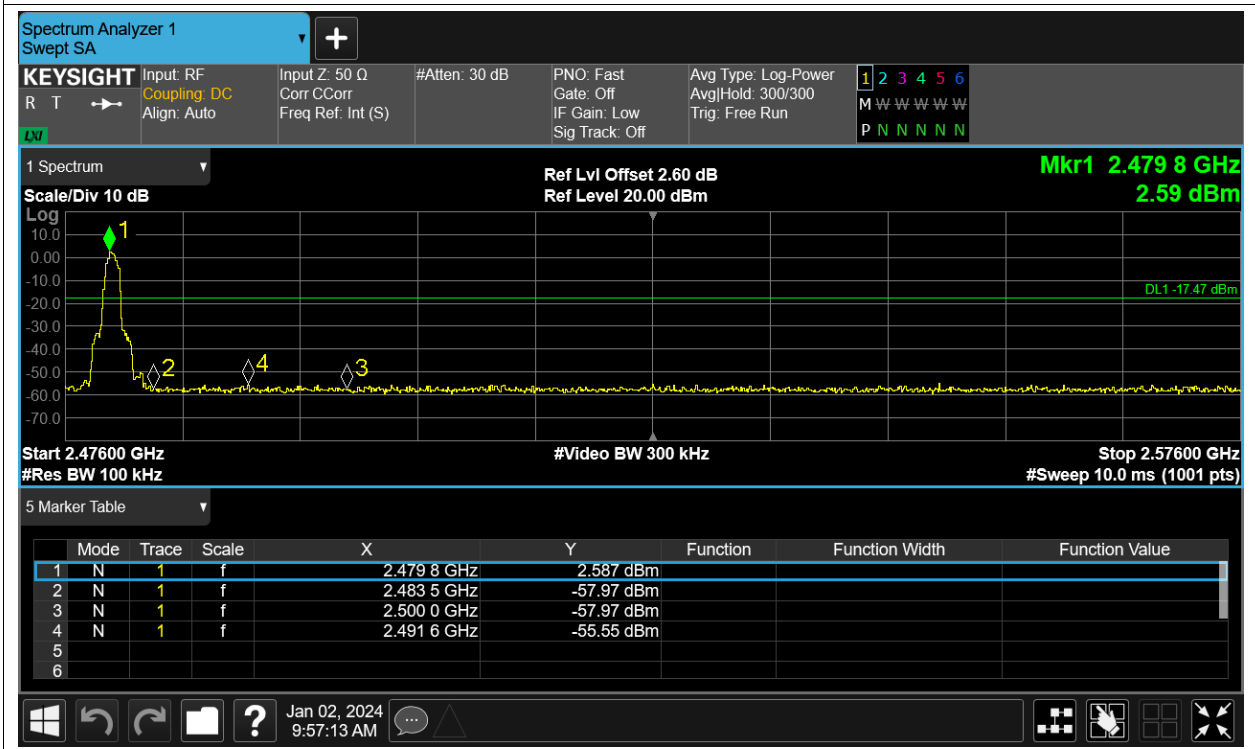 Spectrum Analyzer 1
Swept SA
KEYSIGHT
R T
LXI
Input: RF
Coupling: DC
Align: Auto
Input Z: 50 Ω
Corr CCorr
Freq Ref: Int (S)
#Atten: 30 dB
PNO: Fast
Gate: Off
IF Gain: Low
Sig Track: Off
Avg Type: Log-Power
Avg|Hold: 300/300
Trig: Free Run
1 2 3 4 5 6
M W W W W W
P N N N N N
1 Spectrum
Scale/Div 10 dB
Ref Lvl Offset 2.60 dB
Ref Level 20.00 dBm
Mkr1 2.479 8 GHz
2.59 dBm
Log
10.0
0.00
-10.0
-20.0
-30.0
-40.0
-50.0
-60.0
-70.0
1
2
4
3
DL1 -17.47 dBm
Start 2.47600 GHz
#Video BW 300 kHz
Stop 2.57600 GHz
#Res BW 100 kHz
#Sweep 10.0 ms (1001 pts)
5 Marker Table
Mode Trace Scale X Y Function Function Width Function Value
1 N 1 f 2.479 8 GHz 2.587 dBm
2 N 1 f 2.483 5 GHz -57.97 dBm
3 N 1 f 2.500 0 GHz -57.97 dBm
4 N 1 f 2.491 6 GHz -55.55 dBm
5
6
?
Jan 02, 2024
9:57:13 AM